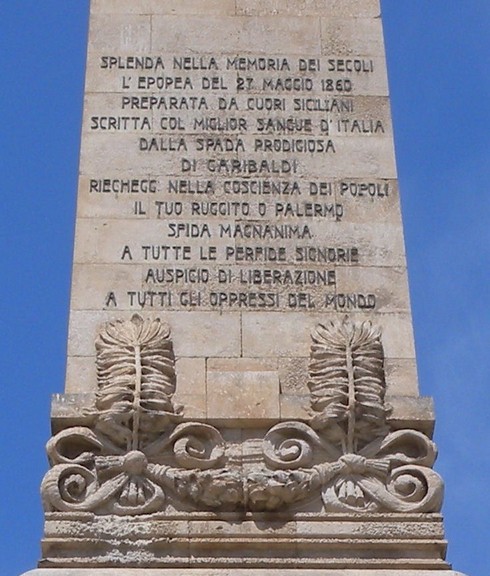 SPLENDA NELLA MEMORIA DEI SECOLI
L' EPOPEA DEL 27 MAGGIO 1860
PREPARATA DA CUORI SICILIANI
SCRITTA COL MIGLIOR SANGUE D' ITALIA
DALLA SPADA PRODIGIOSA
DI GARIBALDI
RIECHEGG NELLA COSCIENZA DEI POPOLI
IL TUO RUGGITO O PALERMO
SFIDA MAGNANIMA
A TUTTE LE PERFIDE SIGNORIE
AUSPICIO DI LIBERAZIONE
A TUTTI GLI OPPRESSI DEL MONDO